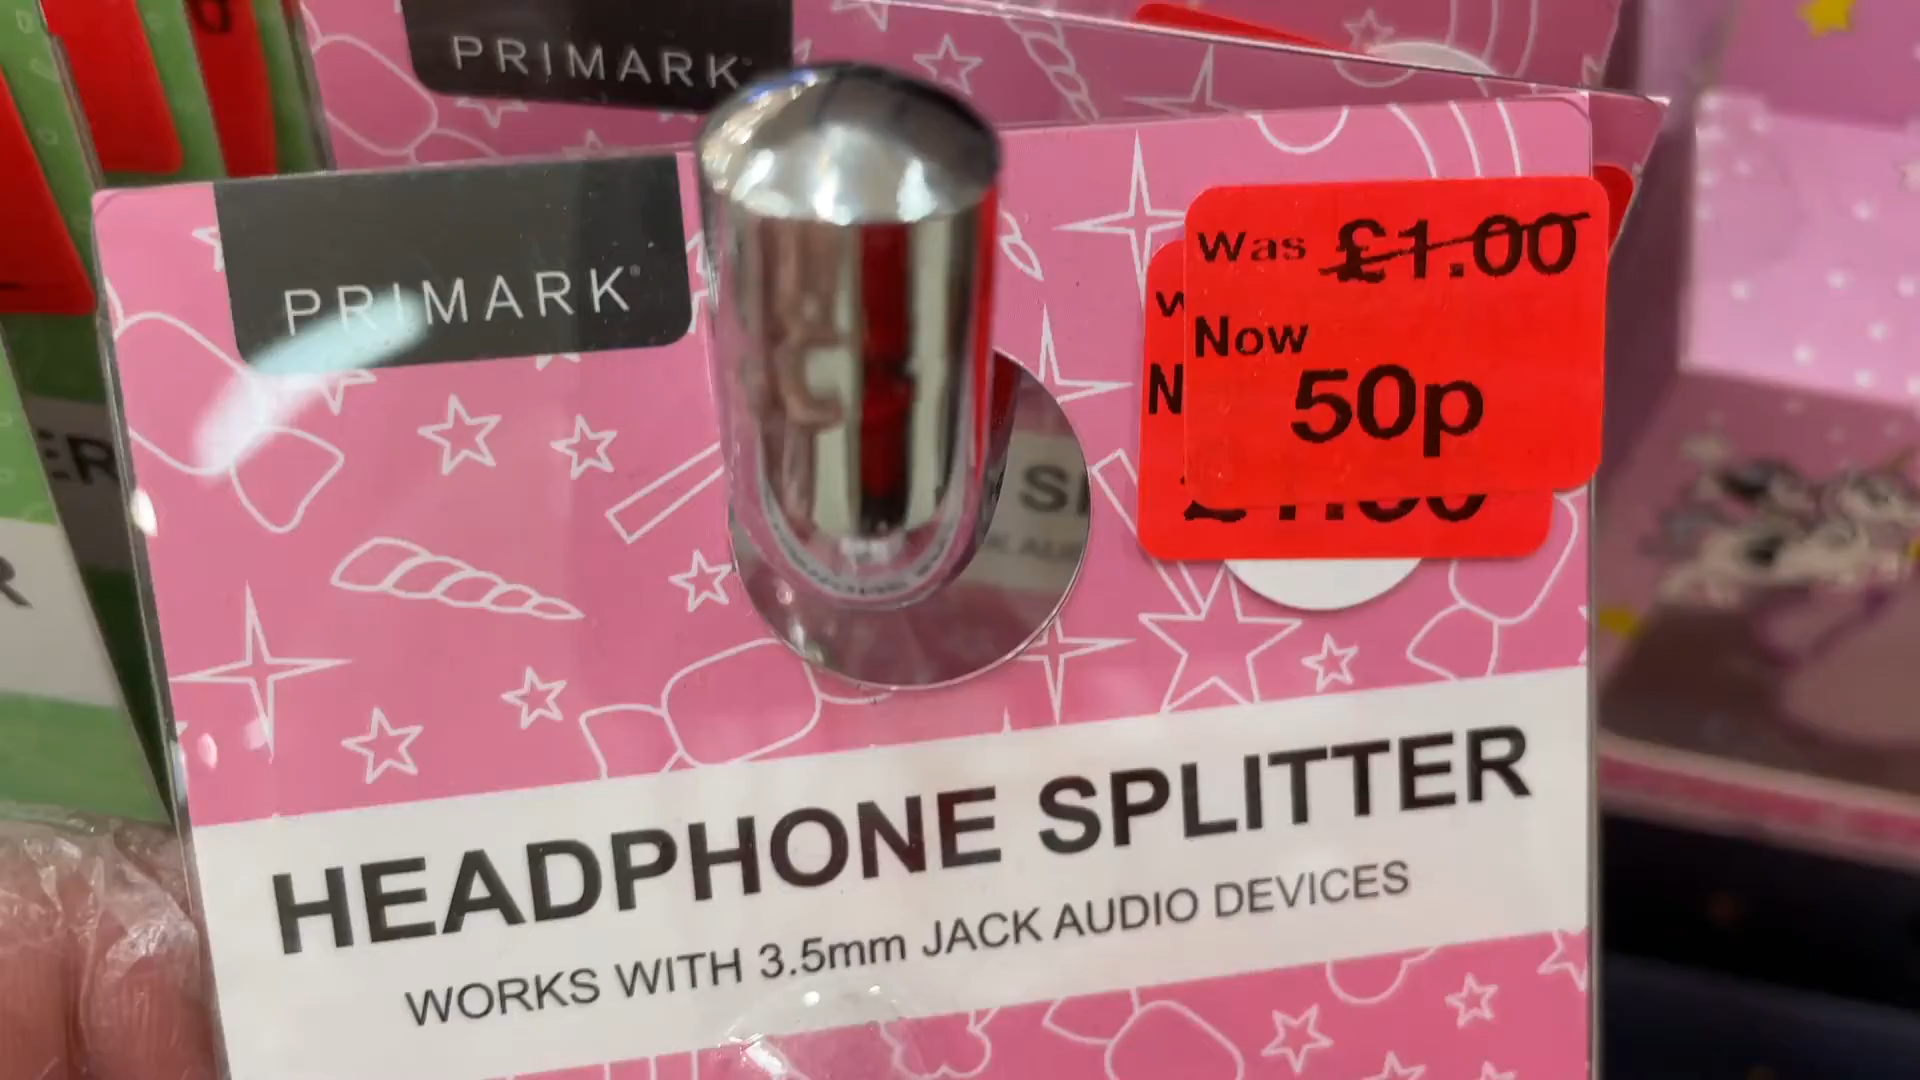 PRIMARK
PRIMARK
Was £1.00
Now
50p
HEADPHONE SPLITTER
WORKS WITH 3.5mm JACK AUDIO DEVICES